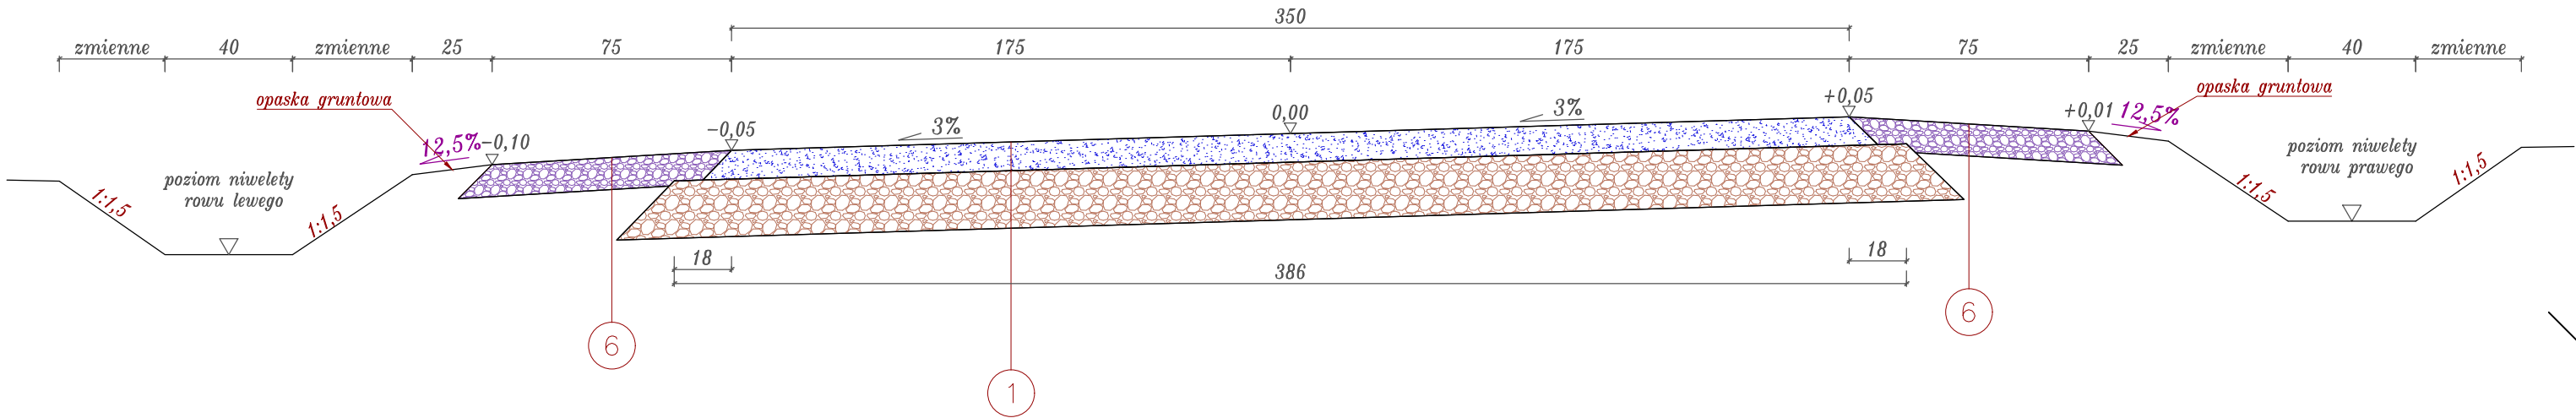 350
zmienne 40 zmienne 25 75 175 175 75 25 zmienne 40 zmienne
opaska gruntowa
opaska gruntowa
12,5% -0,10 -0,05 3% 0,00 3% +0,05 +0,01 12,5%
poziom niwelety
rowu lewego
poziom niwelety
rowu prawego
1:1,5 1:1,5 1:1,5 1:1,5
18 18
386
6 1 6